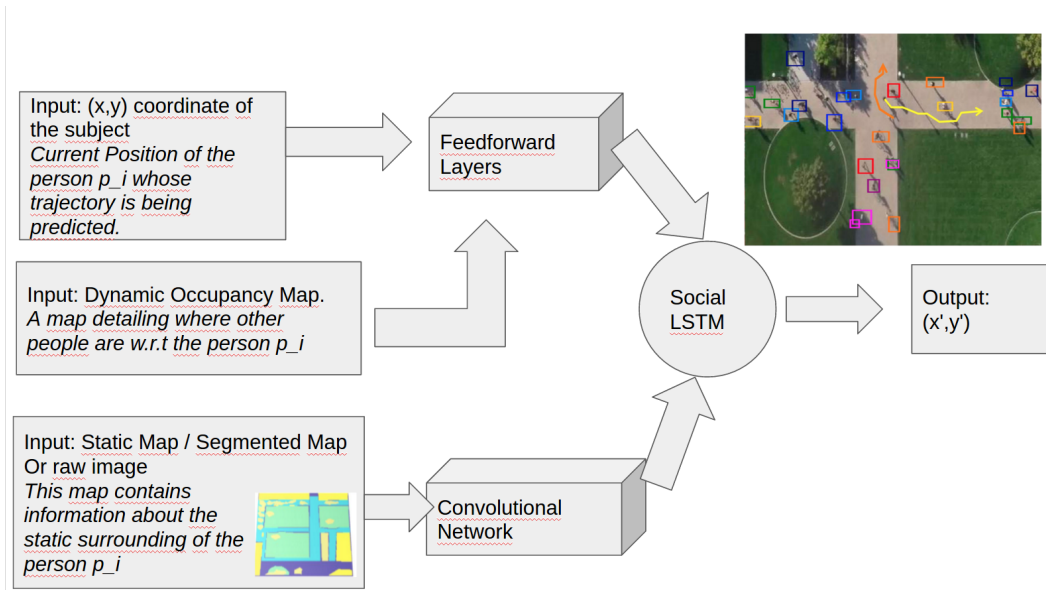 Input: (x,y) coordinate of
the subject
Current Position of the
person p_i whose
trajectory is being
predicted.
Feedforward
Layers
Input: Dynamic Occupancy Map.
A map detailing where other
people are w.r.t the person p_i
Social
LSTM
Output:
(x',y')
Input: Static Map / Segmented Map
Or raw image
This map contains
information about the
static surrounding of the
person p_i
Convolutional
Network